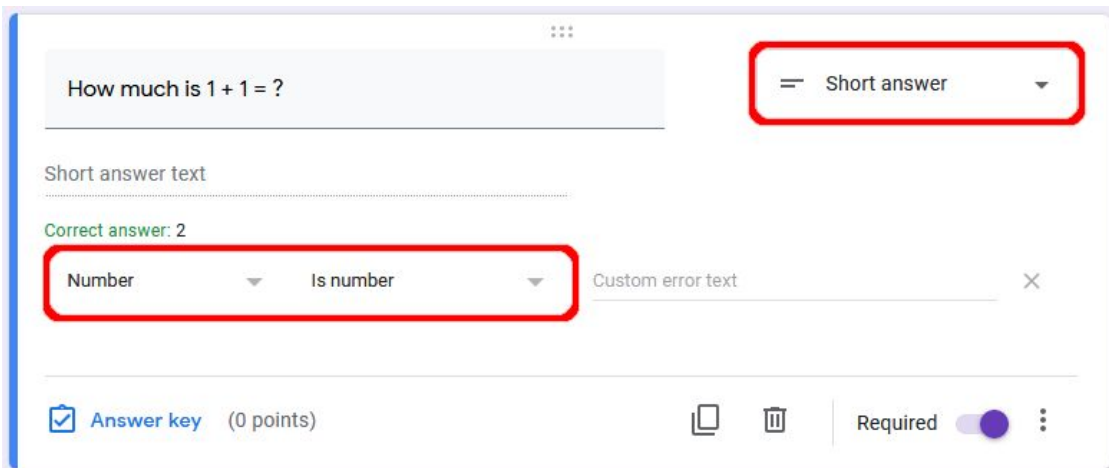 How much is 1 + 1 = ?
Short answer
Short answer text
Correct answer: 2
Number Is number Custom error text
Answer key (0 points) Required